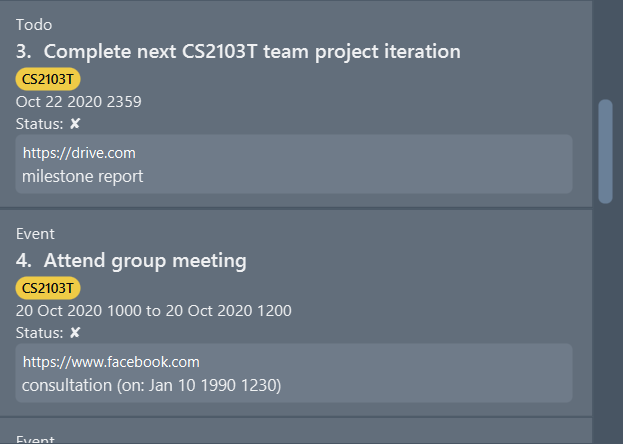 Todo
3. Complete next CS2103T team project iteration
CS2103T
Oct 22 2020 2359
Status: ✘
https://drive.com
milestone report
Event
4. Attend group meeting
CS2103T
20 Oct 2020 1000 to 20 Oct 2020 1200
Status: ✘
https://www.facebook.com
consultation (on: Jan 10 1990 1230)
Event